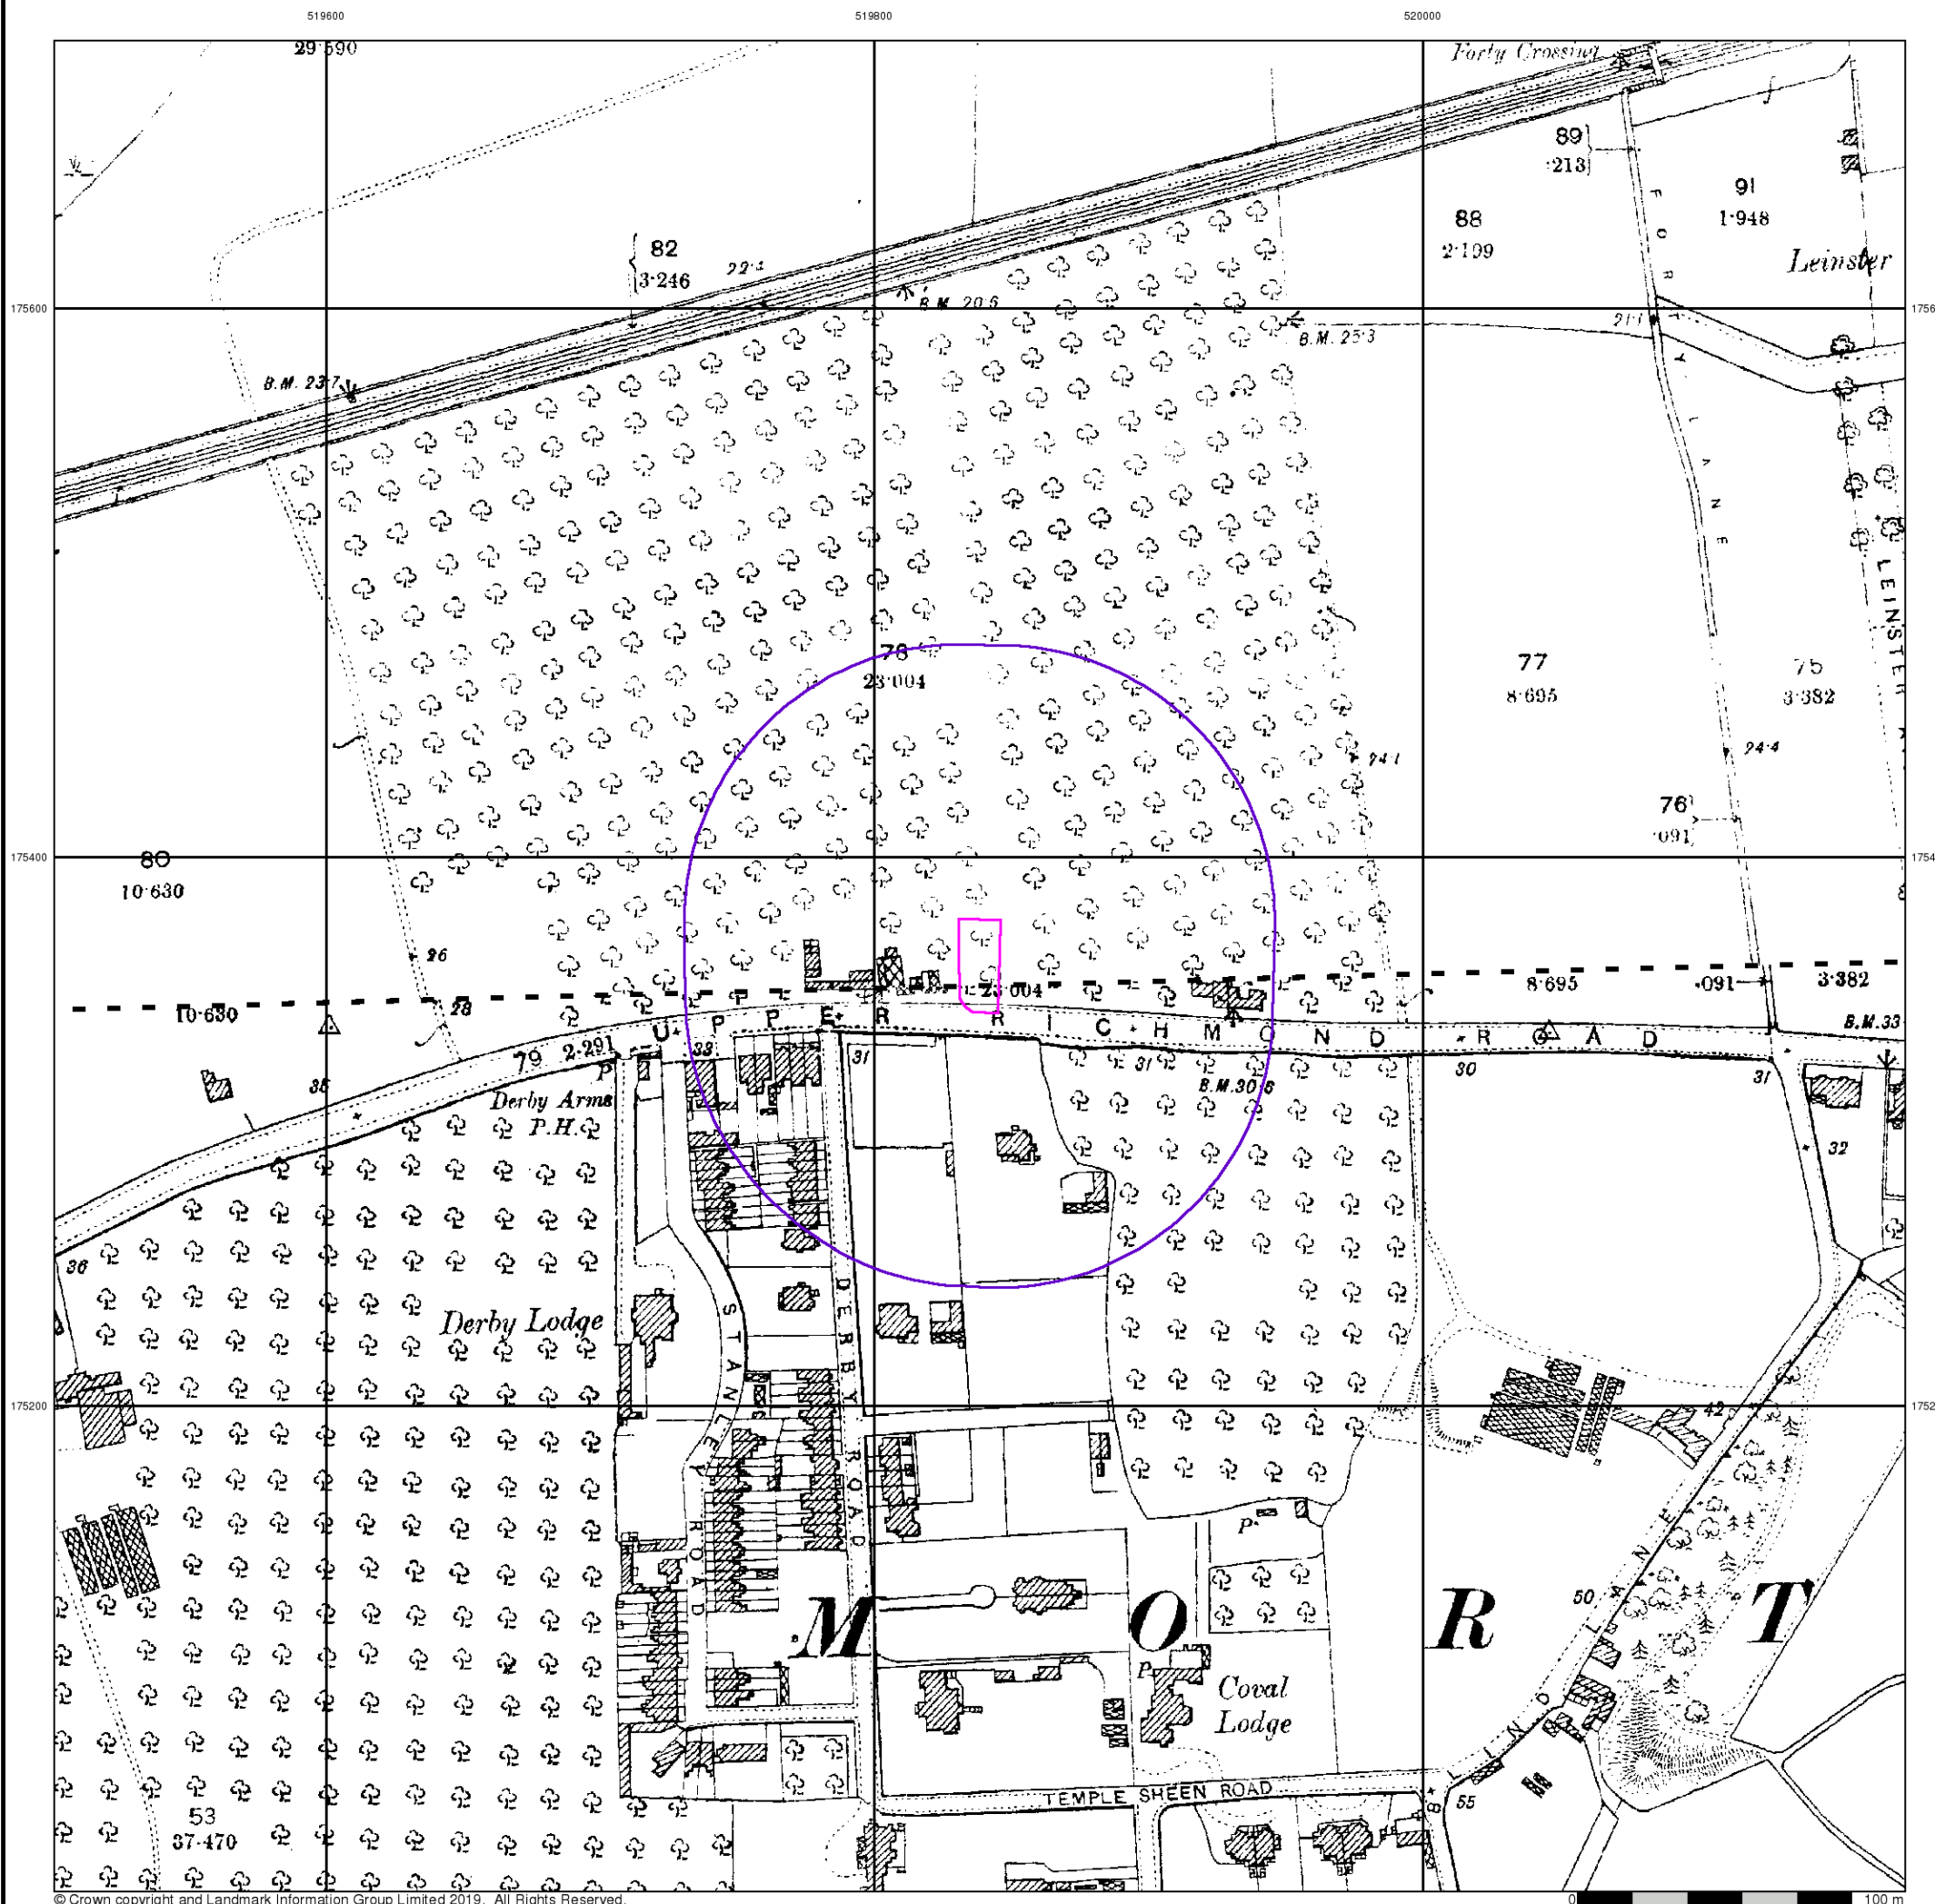 519600
519800
520000
29·590
Forty Crossing
89
·213
91
1·948
88
2·199
82
3·246
22·4
Leinster
175600
B.M. 20·6
B.M. 25·3
21·1
1756
B.M. 23·7
FORTY LANE
LEINSTER
78
23·004
77
8·695
75
3·382
24·1
24·4
76
·091
175400
1754
80
10·630
26
28
10·630
23·004
8·695
·091
3·382
UPPER RICHMOND ROAD
B.M.33
79 2·291
33
31
31
30
31
P
35
B.M.30·6
Derby Arms
P.H.
32
36
Derby Lodge
STANLEY ROAD
DERBY ROAD
175200
1752
42
P
50
M O R T
P
Coval
Lodge
TEMPLE SHEEN ROAD
55
53
37·470
© Crown copyright and Landmark Information Group Limited 2019. All Rights Reserved.
0
100 m